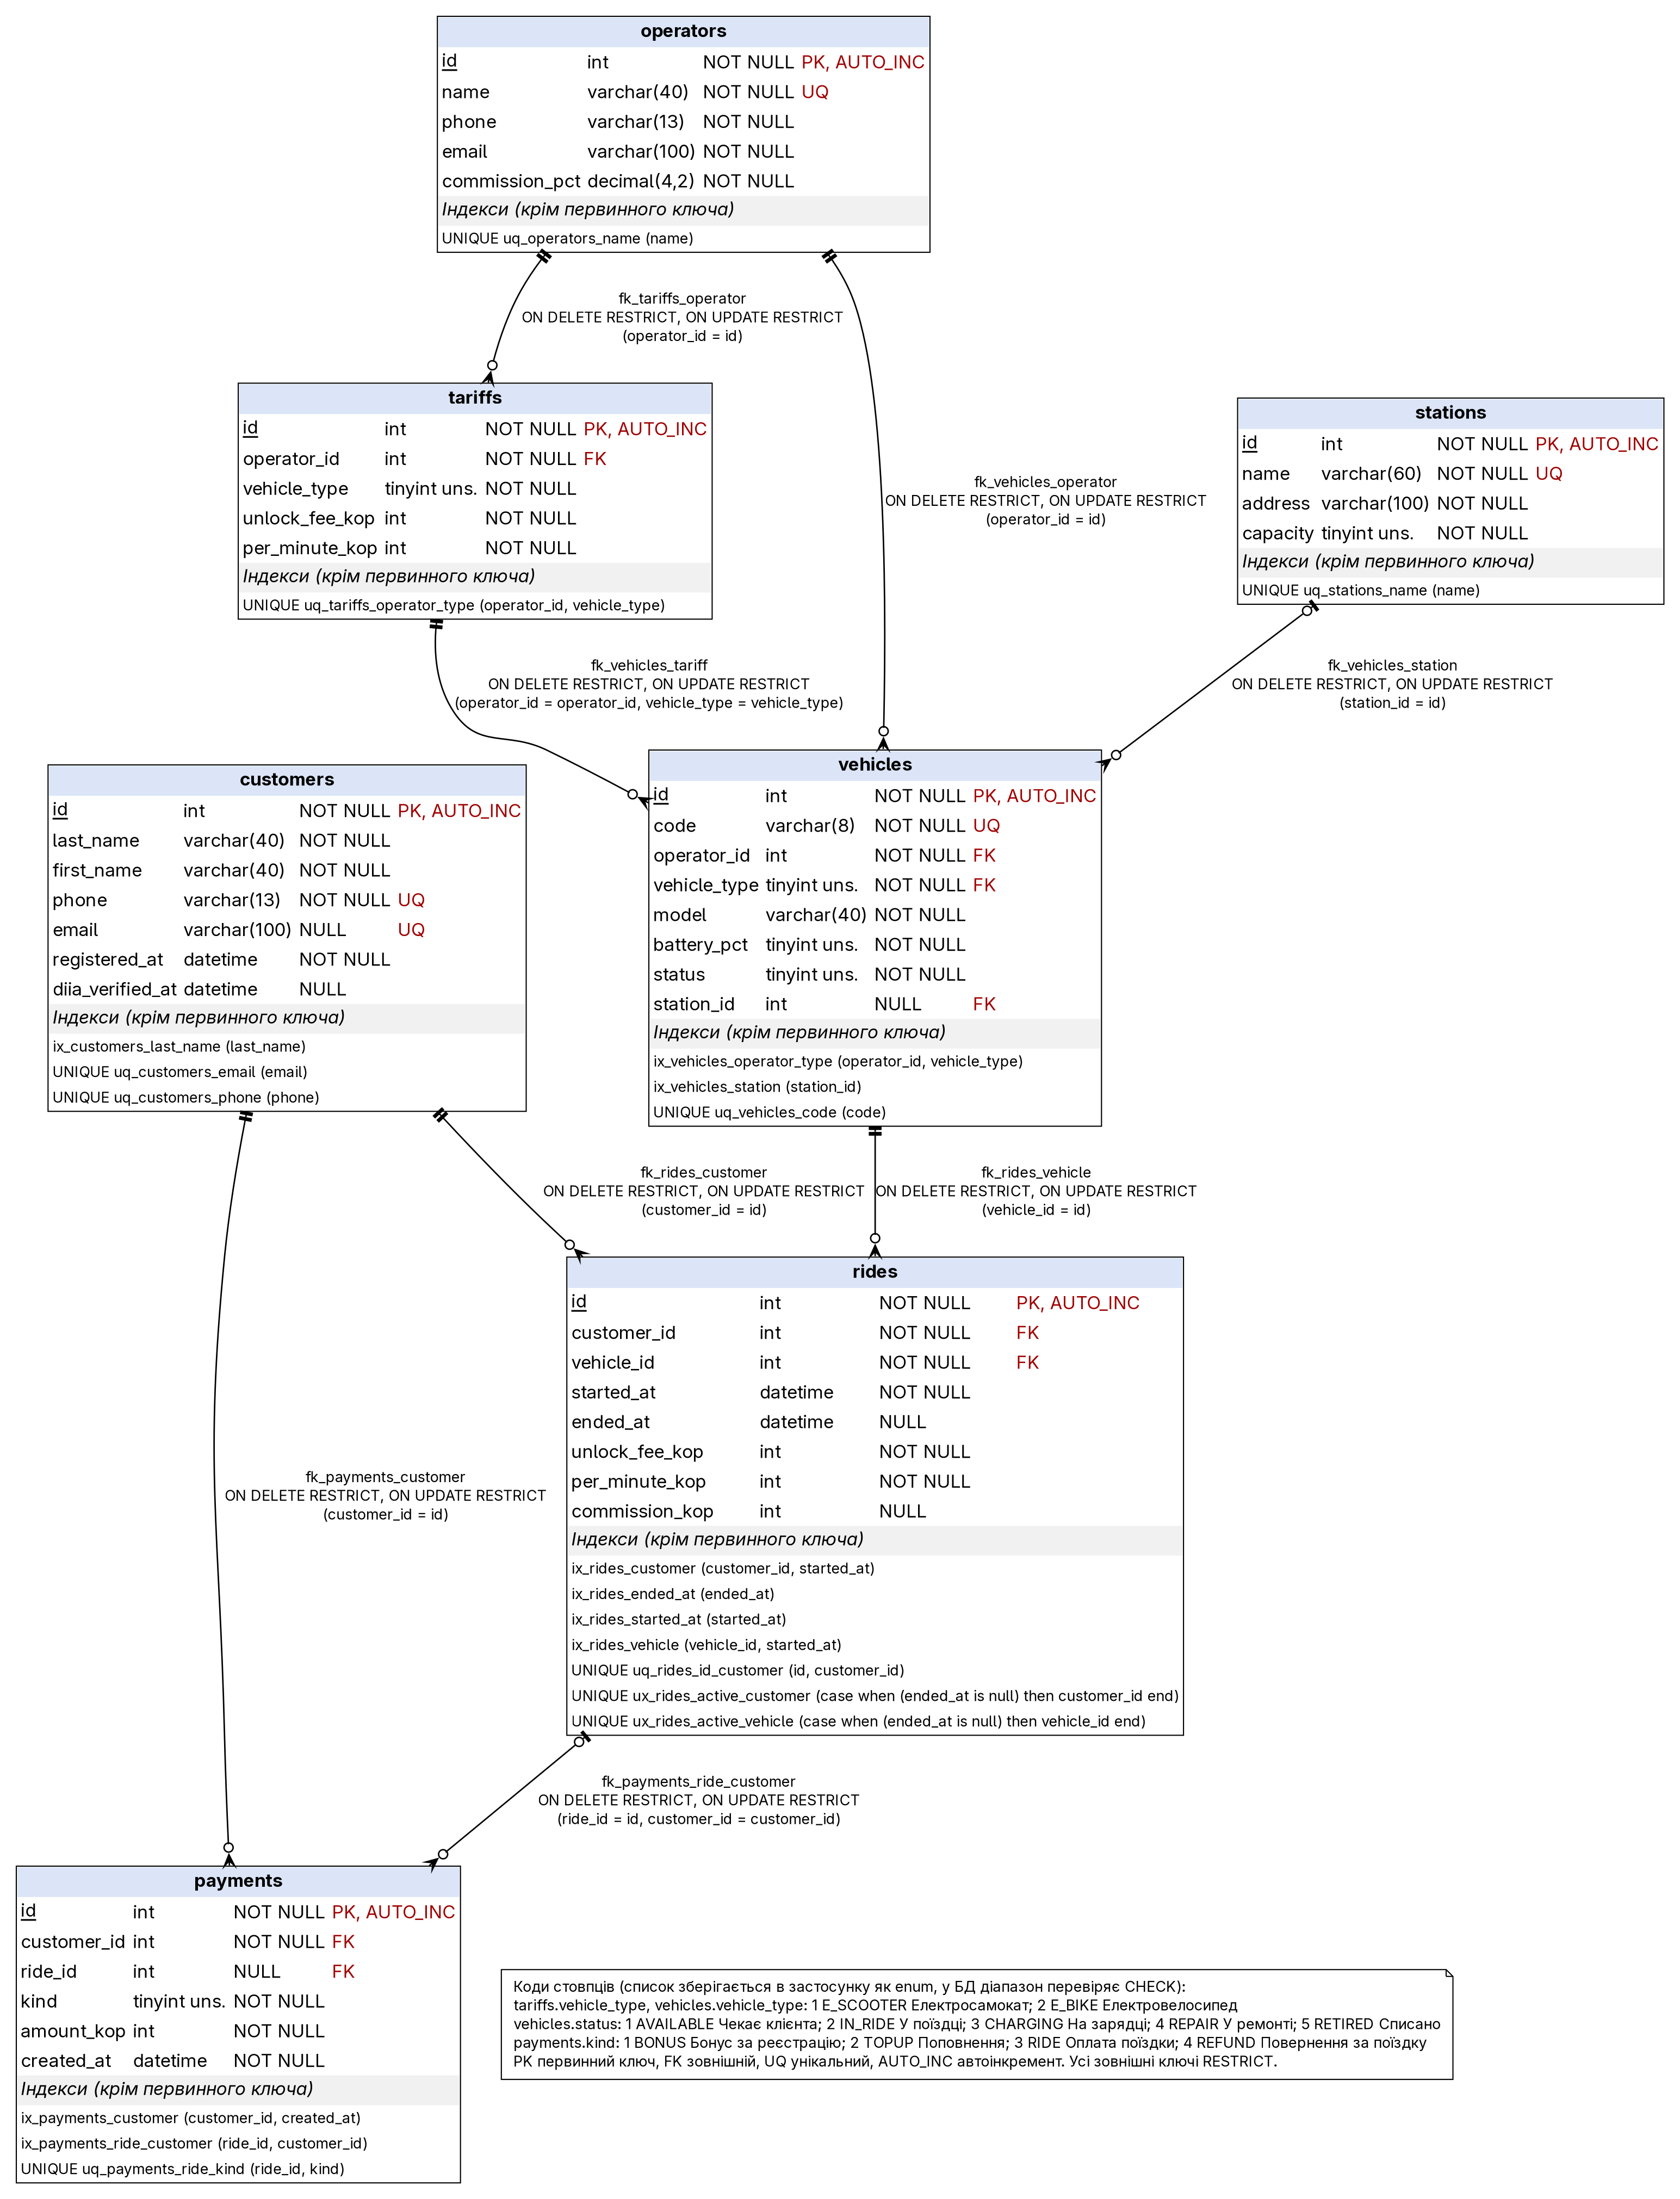 operators
id int NOT NULL PK, AUTO_INC
name varchar(40) NOT NULL UQ
phone varchar(13) NOT NULL
email varchar(100) NOT NULL
commission_pct decimal(4,2) NOT NULL
Індекси (крім первинного ключа)
UNIQUE uq_operators_name (name)
fk_tariffs_operator
ON DELETE RESTRICT, ON UPDATE RESTRICT
(operator_id = id)
tariffs
id int NOT NULL PK, AUTO_INC
operator_id int NOT NULL FK
vehicle_type tinyint uns. NOT NULL
unlock_fee_kop int NOT NULL
per_minute_kop int NOT NULL
Індекси (крім первинного ключа)
UNIQUE uq_tariffs_operator_type (operator_id, vehicle_type)
fk_vehicles_operator
ON DELETE RESTRICT, ON UPDATE RESTRICT
(operator_id = id)
stations
id int NOT NULL PK, AUTO_INC
name varchar(60) NOT NULL UQ
address varchar(100) NOT NULL
capacity tinyint uns. NOT NULL
Індекси (крім первинного ключа)
UNIQUE uq_stations_name (name)
fk_vehicles_tariff
ON DELETE RESTRICT, ON UPDATE RESTRICT
(operator_id = operator_id, vehicle_type = vehicle_type)
fk_vehicles_station
ON DELETE RESTRICT, ON UPDATE RESTRICT
(station_id = id)
customers
id int NOT NULL PK, AUTO_INC
last_name varchar(40) NOT NULL
first_name varchar(40) NOT NULL
phone varchar(13) NOT NULL UQ
email varchar(100) NULL UQ
registered_at datetime NOT NULL
diia_verified_at datetime NULL
Індекси (крім первинного ключа)
ix_customers_last_name (last_name)
UNIQUE uq_customers_email (email)
UNIQUE uq_customers_phone (phone)
vehicles
id int NOT NULL PK, AUTO_INC
code varchar(8) NOT NULL UQ
operator_id int NOT NULL FK
vehicle_type tinyint uns. NOT NULL FK
model varchar(40) NOT NULL
battery_pct tinyint uns. NOT NULL
status tinyint uns. NOT NULL
station_id int NULL FK
Індекси (крім первинного ключа)
ix_vehicles_operator_type (operator_id, vehicle_type)
ix_vehicles_station (station_id)
UNIQUE uq_vehicles_code (code)
fk_rides_customer
ON DELETE RESTRICT, ON UPDATE RESTRICT
(customer_id = id)
fk_rides_vehicle
ON DELETE RESTRICT, ON UPDATE RESTRICT
(vehicle_id = id)
rides
id int NOT NULL PK, AUTO_INC
customer_id int NOT NULL FK
vehicle_id int NOT NULL FK
started_at datetime NOT NULL
ended_at datetime NULL
unlock_fee_kop int NOT NULL
per_minute_kop int NOT NULL
commission_kop int NULL
Індекси (крім первинного ключа)
ix_rides_customer (customer_id, started_at)
ix_rides_ended_at (ended_at)
ix_rides_started_at (started_at)
ix_rides_vehicle (vehicle_id, started_at)
UNIQUE uq_rides_id_customer (id, customer_id)
UNIQUE ux_rides_active_customer (case when (ended_at is null) then customer_id end)
UNIQUE ux_rides_active_vehicle (case when (ended_at is null) then vehicle_id end)
fk_payments_customer
ON DELETE RESTRICT, ON UPDATE RESTRICT
(customer_id = id)
fk_payments_ride_customer
ON DELETE RESTRICT, ON UPDATE RESTRICT
(ride_id = id, customer_id = customer_id)
payments
id int NOT NULL PK, AUTO_INC
customer_id int NOT NULL FK
ride_id int NULL FK
kind tinyint uns. NOT NULL
amount_kop int NOT NULL
created_at datetime NOT NULL
Індекси (крім первинного ключа)
ix_payments_customer (customer_id, created_at)
ix_payments_ride_customer (ride_id, customer_id)
UNIQUE uq_payments_ride_kind (ride_id, kind)
Коди стовпців (список зберігається в застосунку як enum, у БД діапазон перевіряє CHECK):
tariffs.vehicle_type, vehicles.vehicle_type: 1 E_SCOOTER Електросамокат; 2 E_BIKE Електровелосипед
vehicles.status: 1 AVAILABLE Чекає клієнта; 2 IN_RIDE У поїздці; 3 CHARGING На зарядці; 4 REPAIR У ремонті; 5 RETIRED Списано
payments.kind: 1 BONUS Бонус за реєстрацію; 2 TOPUP Поповнення; 3 RIDE Оплата поїздки; 4 REFUND Повернення за поїздку
PK первинний ключ, FK зовнішній, UQ унікальний, AUTO_INC автоінкремент. Усі зовнішні ключі RESTRICT.